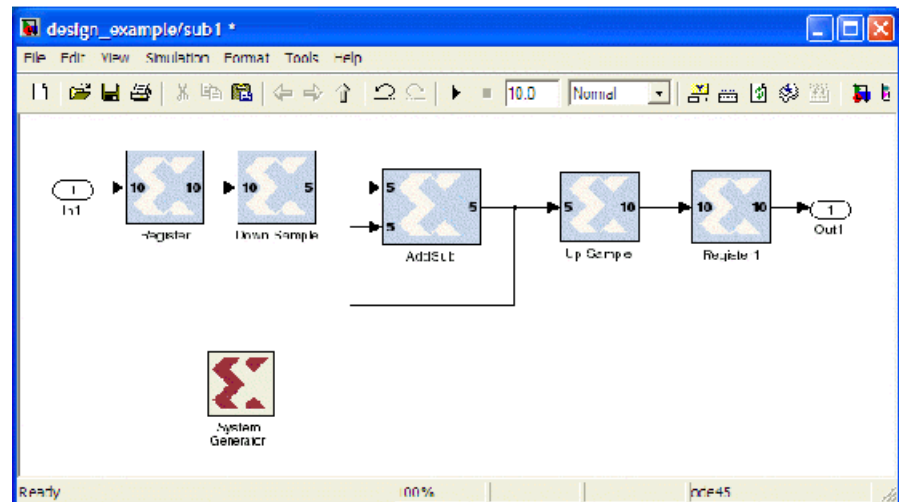 design_example/sub1 *
File Edit View Simulation Format Tools Help
10.0 Normal
1
In1
10 10
Register
10 5
Down Sample
5 5
5
AddSub
5 10
Up Sample
10 10
Register1
1
Out1
System
Generator
Ready 100% ode45